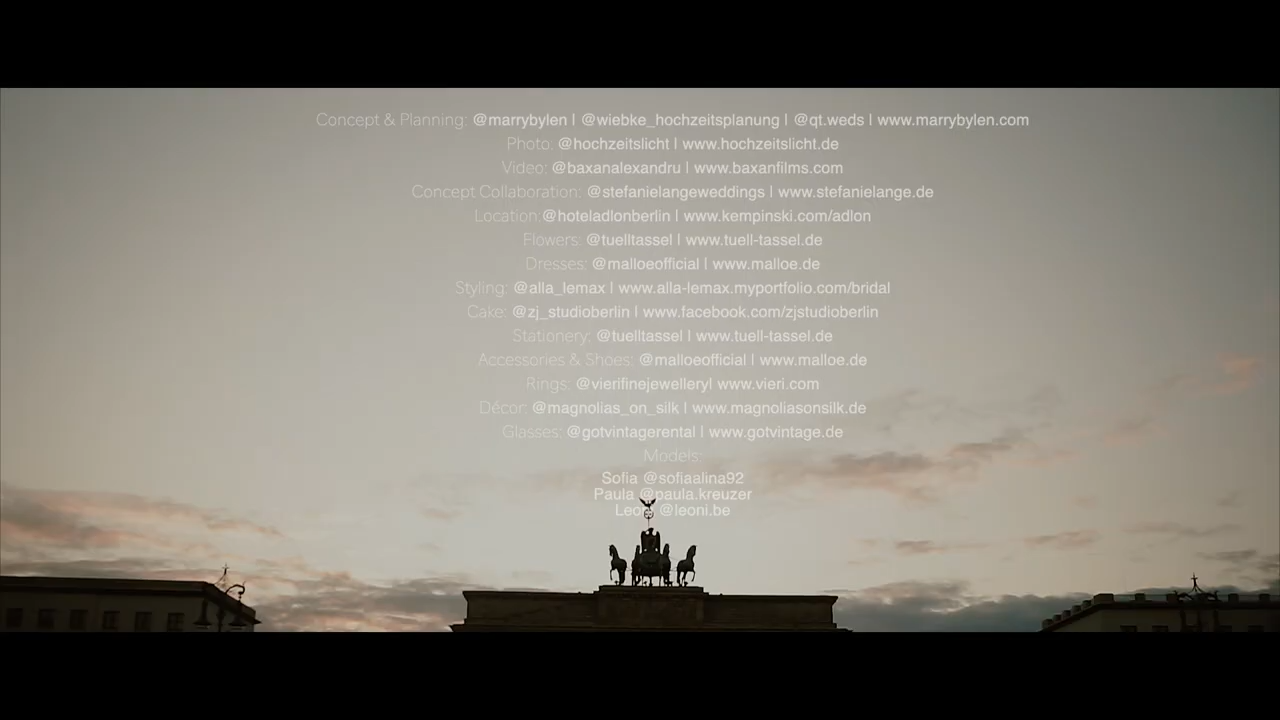 Concept & Planning: @marrybylen | @wiebke_hochzeitsplanung | @qt.weds | www.marrybylen.com
Photo: @hochzeitslicht | www.hochzeitslicht.de
Video: @baxanalexandru | www.baxanfilms.com
Concept Collaboration: @stefanielangeweddings | www.stefanielange.de
Location @hoteladlonberlin | www.kempinski.com/adlon
Flowers: @tuelltassel | www.tuell-tassel.de
Dresses: @malloeofficial | www.malloe.de
Styling: @alla_lemax | www.alla-lemax.myportfolio.com/bridal
Cake: @zj_studioberlin | www.facebook.com/zjstudioberlin
Stationery: @tuelltassel | www.tuell-tassel.de
Accessories & Shoes: @malloeofficial | www.malloe.de
Rings: @vierifinejewellery| www.vieri.com
Décor: @magnolias_on_silk | www.magnoliasonsilk.de
Glasses: @gotvintagerental | www.gotvintage.de
Models:
Sofia @sofiaalina92
Paula @paula.kreuzer
Leoni @leoni.be